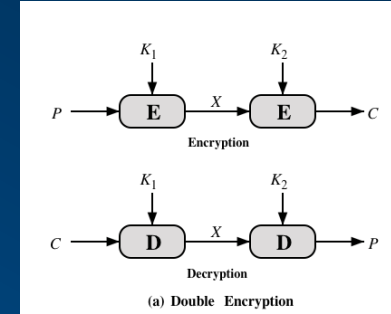 K1 K2
P E X E C
Encryption
K1 K2
C D X D P
Decryption
(a) Double Encryption